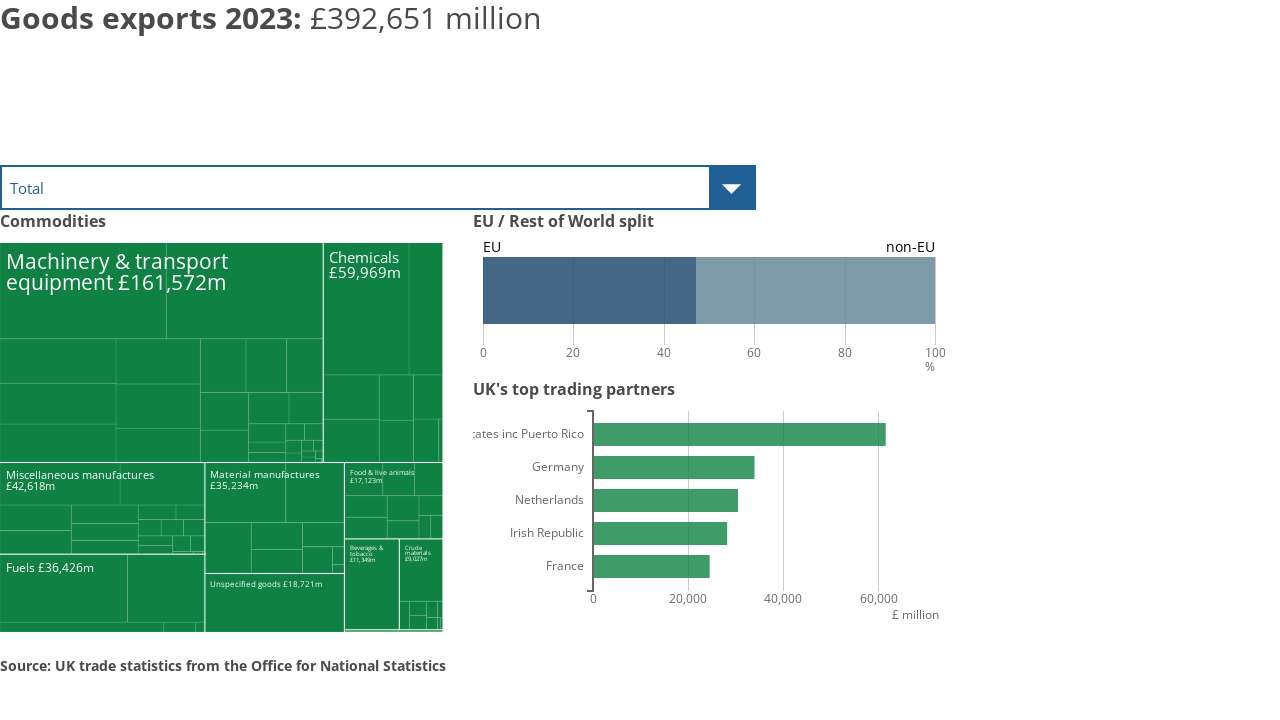 Goods exports 2023: £392,651 million
Total
Commodities
Machinery & transport
equipment £161,572m
Chemicals
£59,969m
Miscellaneous manufactures
£42,618m
Material manufactures
£35,234m
Food & live animals
£17,123m
Fuels £36,426m
Unspecified goods £18,721m
Beverages &
tobacco
£11,349m
Crude
materials
£9,027m
EU / Rest of World split
EU non-EU
0 20 40 60 80 100
%
UK's top trading partners
tates inc Puerto Rico
Germany
Netherlands
Irish Republic
France
0 20,000 40,000 60,000
£ million
Source: UK trade statistics from the Office for National Statistics